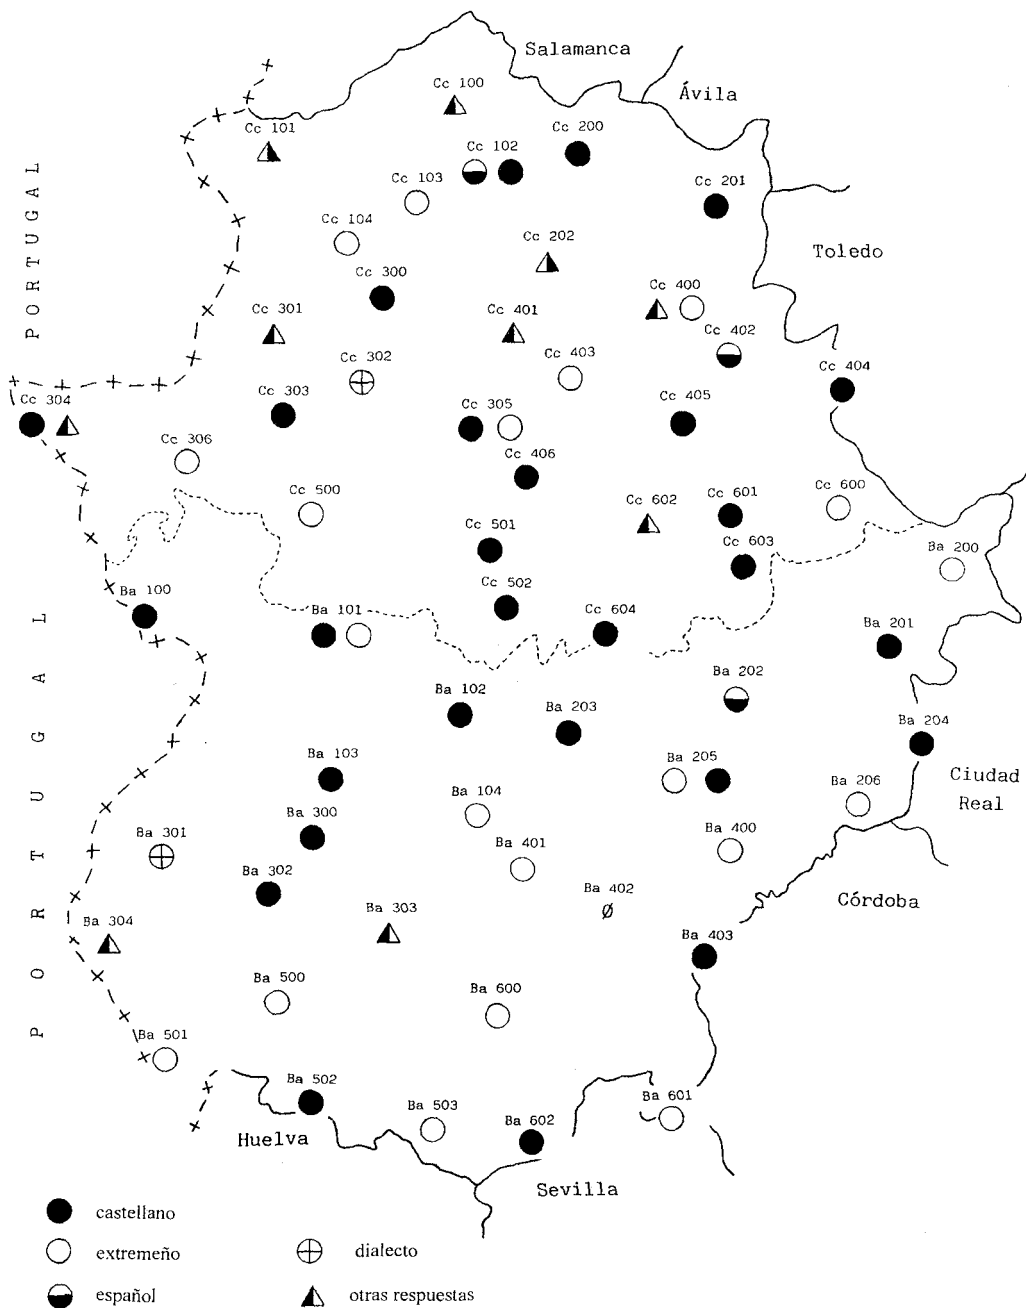 Salamanca
Cc 100
Ávila
Cc 101
Cc 102
Cc 200
Cc 103
Cc 201
PORTUGAL
Cc 104
Cc 202
Toledo
Cc 300
Cc 400
Cc 301
Cc 401
Cc 402
Cc 302
Cc 403
Cc 404
Cc 304
Cc 303
Cc 305
Cc 405
Cc 306
Cc 406
Cc 500
Cc 602
Cc 601
Cc 600
Cc 501
Cc 603
Ba 200
Cc 502
Ba 100
Ba 101
Cc 604
Ba 201
PORTUGAL
Ba 202
Ba 102
Ba 203
Ba 204
Ba 103
Ba 205
Ciudad
Real
Ba 104
Ba 206
Ba 300
Ba 301
Ba 401
Ba 400
Ba 302
Ba 402
ø
Córdoba
Ba 303
Ba 304
Ba 403
Ba 500
Ba 600
Ba 501
Ba 502
Ba 503
Ba 602
Ba 601
Huelva
Sevilla
castellano
extremeño
dialecto
español
otras respuestas